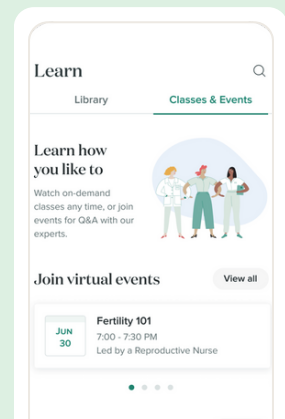 Learn
Library
Classes & Events
Learn how
you like to
Watch on-demand
classes any time, or join
events for Q&A with our
experts.
Join virtual events
View all
JUN
30
Fertility 101
7:00 - 7:30 PM
Led by a Reproductive Nurse